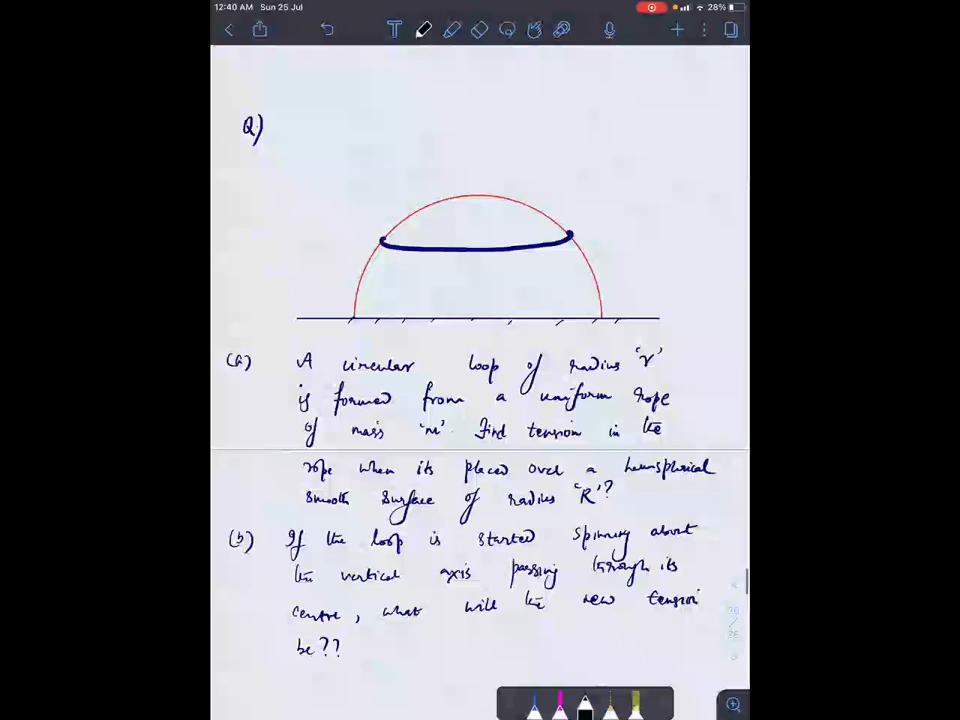 12:40 AM Sun 25 Jul
28%
Q)
(a) A circular loop of radius 'r'
is formed from a uniform rope
of mass 'm'. Find tension in the
rope when its placed over a hemsphrical
smooth surface of radius 'R'?
(b) If the loop is started spinning about
the vertical axis passing through its
centre, what will the new tension
be??